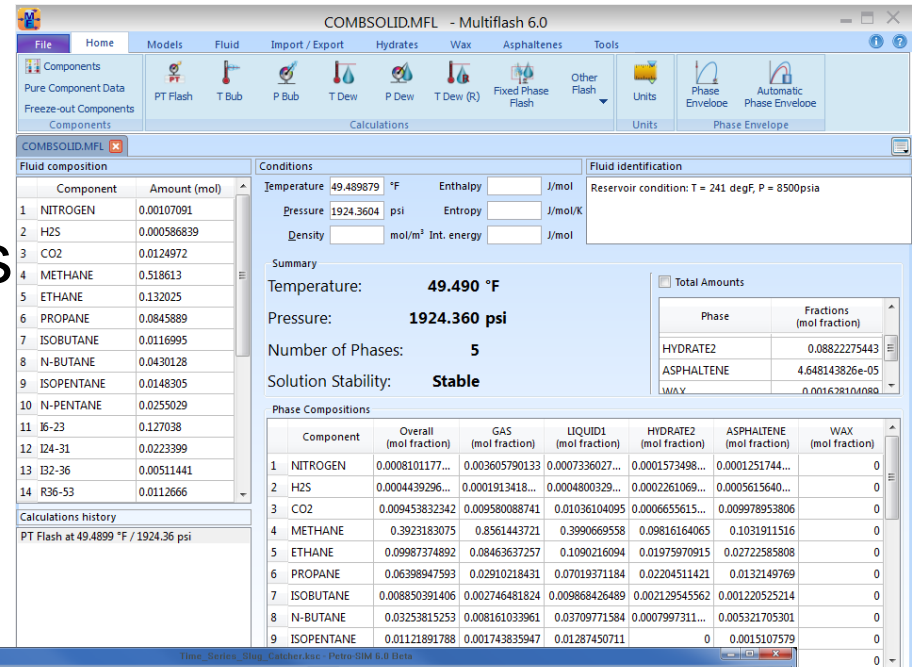 COMBSOLID.MFL - Multiflash 6.0
File Home Models Fluid Import / Export Hydrates Wax Asphaltenes Tools
Components
Pure Component Data
Freeze-out Components
Components
PT Flash T Bub P Bub T Dew P Dew T Dew (R) Fixed Phase Flash Other Flash
Calculations
Units
Units
Phase Envelope Automatic Phase Envelope
Phase Envelope
COMBSOLID.MFL
Fluid composition
Component Amount (mol)
1 NITROGEN 0.00107091
2 H2S 0.000586839
3 CO2 0.0124972
4 METHANE 0.518613
5 ETHANE 0.132025
6 PROPANE 0.0845889
7 ISOBUTANE 0.0116995
8 N-BUTANE 0.0430128
9 ISOPENTANE 0.0148305
10 N-PENTANE 0.0255029
11 I6-23 0.127038
12 I24-31 0.0223399
13 I32-36 0.00511441
14 R36-53 0.0112666
Calculations history
PT Flash at 49.4899 °F / 1924.36 psi
s
Conditions
Temperature 49.489879 °F Enthalpy J/mol
Pressure 1924.3604 psi Entropy J/mol/K
Density mol/m³ Int. energy J/mol
Fluid identification
Reservoir condition: T = 241 degF, P = 8500psia
Summary
Temperature: 49.490 °F
Pressure: 1924.360 psi
Number of Phases: 5
Solution Stability: Stable
Total Amounts
Phase Fractions (mol fraction)
HYDRATE2 0.08822275443
ASPHALTENE 4.648143826e-05
WAX 0.001628104089
Phase Compositions
Component Overall (mol fraction) GAS (mol fraction) LIQUID1 (mol fraction) HYDRATE2 (mol fraction) ASPHALTENE (mol fraction) WAX (mol fraction)
1 NITROGEN 0.0008101177... 0.003605790133 0.0007336027... 0.0001573498... 0.0001251744... 0
2 H2S 0.0004439296... 0.0001913418... 0.0004800329... 0.0002261069... 0.0005615640... 0
3 CO2 0.009453832342 0.009580088741 0.01036104095 0.0006655615... 0.009978953806 0
4 METHANE 0.3923183075 0.8561443721 0.3990669558 0.09816164065 0.1031911516 0
5 ETHANE 0.09987374892 0.08463637257 0.1090216094 0.01975970915 0.02722585808 0
6 PROPANE 0.06398947593 0.02910218431 0.07019371184 0.02204511421 0.0132149769 0
7 ISOBUTANE 0.008850391406 0.002746481824 0.009868426489 0.002129545562 0.001220525214 0
8 N-BUTANE 0.03253815253 0.008161033961 0.03709771584 0.0007997311... 0.005321705301 0
9 ISOPENTANE 0.01121891788 0.001743835947 0.01287450711 0 0.0015107579 0
0
Time_Series_Slug_Catcher.ksc - Petro-SIM 6.0 Beta